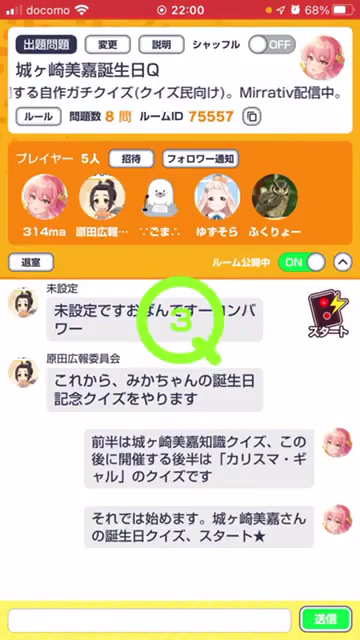 docomo 22:00 68%
出題問題 変更 説明 シャッフル OFF
城ヶ崎美嘉誕生日Q
する自作ガチクイズ(クイズ民向け)。Mirrativ配信中。
ルール 問題数 8 問 ルームID 75557
プレイヤー 5人 招待 フォロワー通知
314ma 原田広報… ∵ごま∴ ゆずそら ふくりょー
退室 ルーム公開中 ON
未設定
未設定ですおばんですーコンバ
ワー
3
スタート
原田広報委員会
これから、みかちゃんの誕生日
記念クイズをやります
前半は城ヶ崎美嘉知識クイズ、この
後に開催する後半は「カリスマ・ギ
ャル」のクイズです
それでは始めます。城ヶ崎美嘉さん
の誕生日クイズ、スタート★
送信